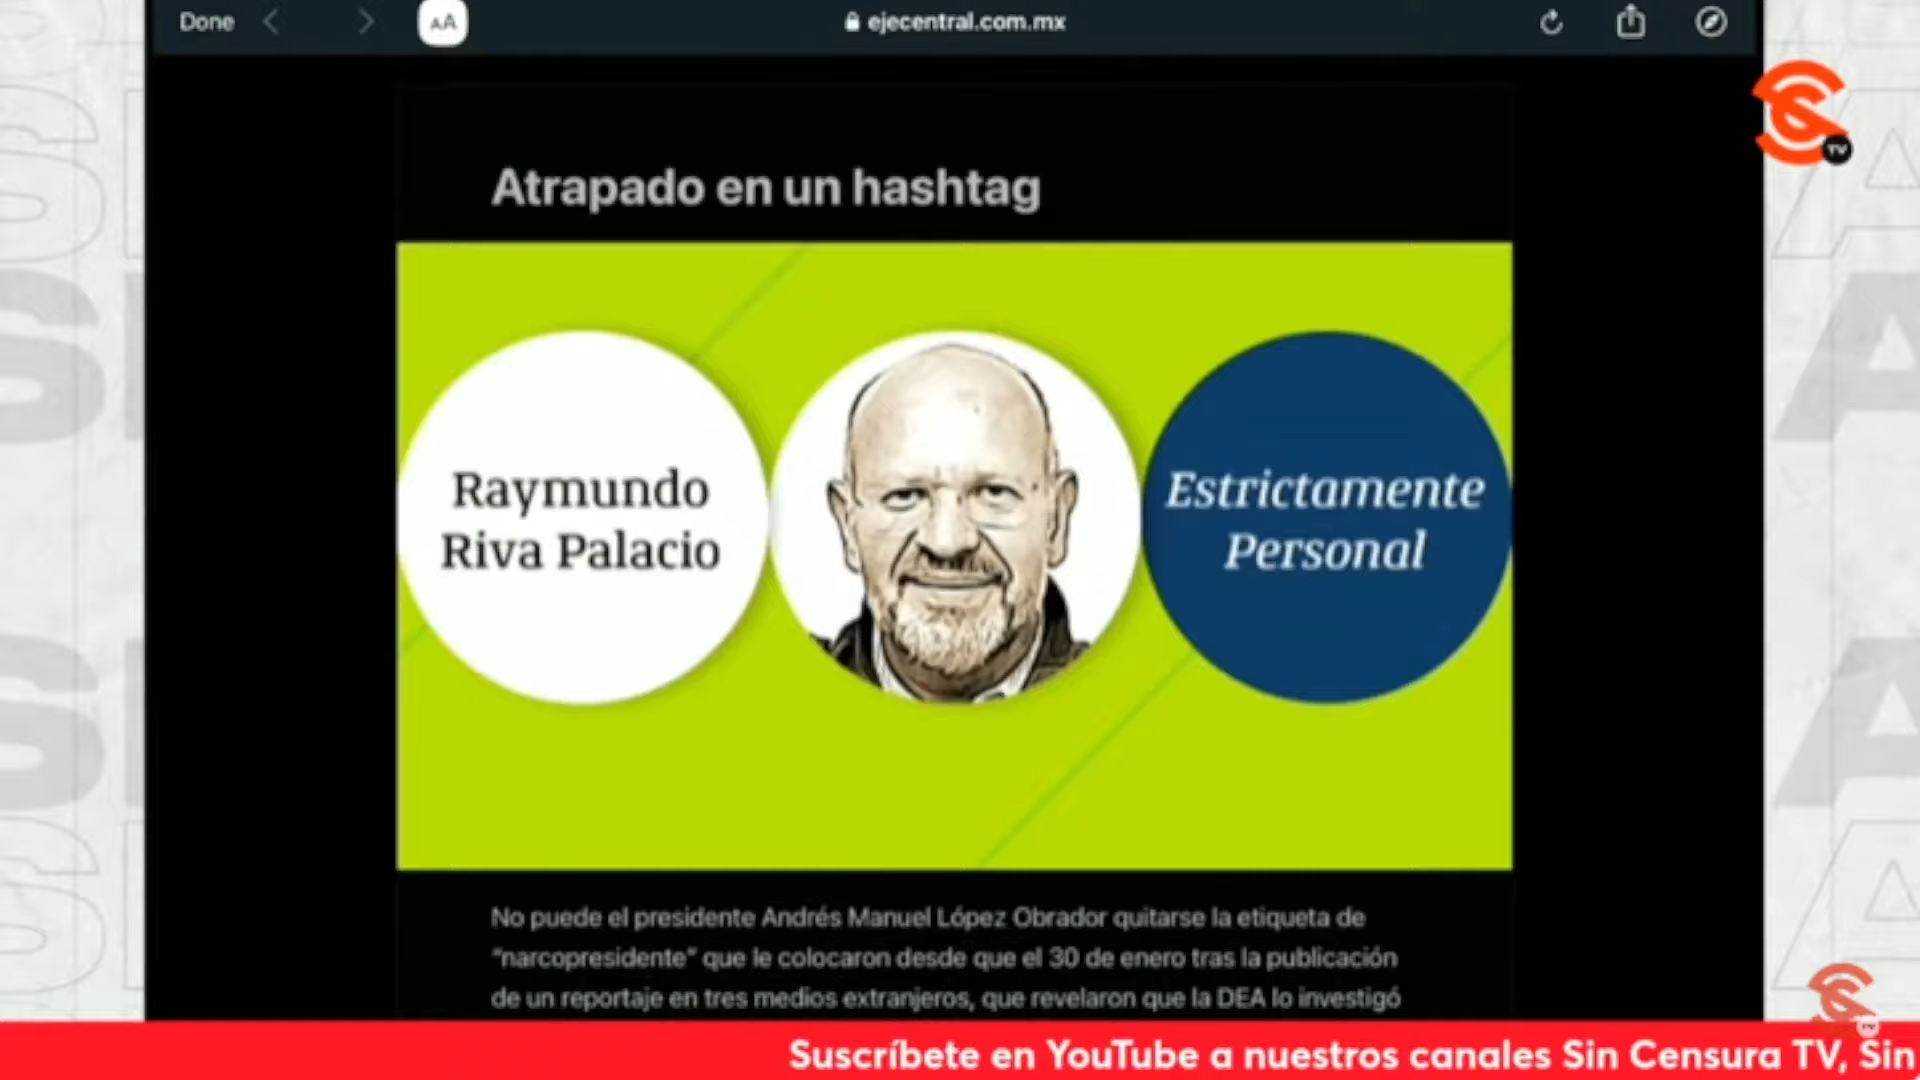 Done
AA
ejecentral.com.mx
TV
Atrapado en un hashtag
Raymundo
Riva Palacio
Estrictamente
Personal
No puede el presidente Andrés Manuel López Obrador quitarse la etiqueta de
“narcopresidente” que le colocaron desde que el 30 de enero tras la publicación
de un reportaje en tres medios extranjeros, que revelaron que la DEA lo investigó
TV
Suscríbete en YouTube a nuestros canales Sin Censura TV, Sin